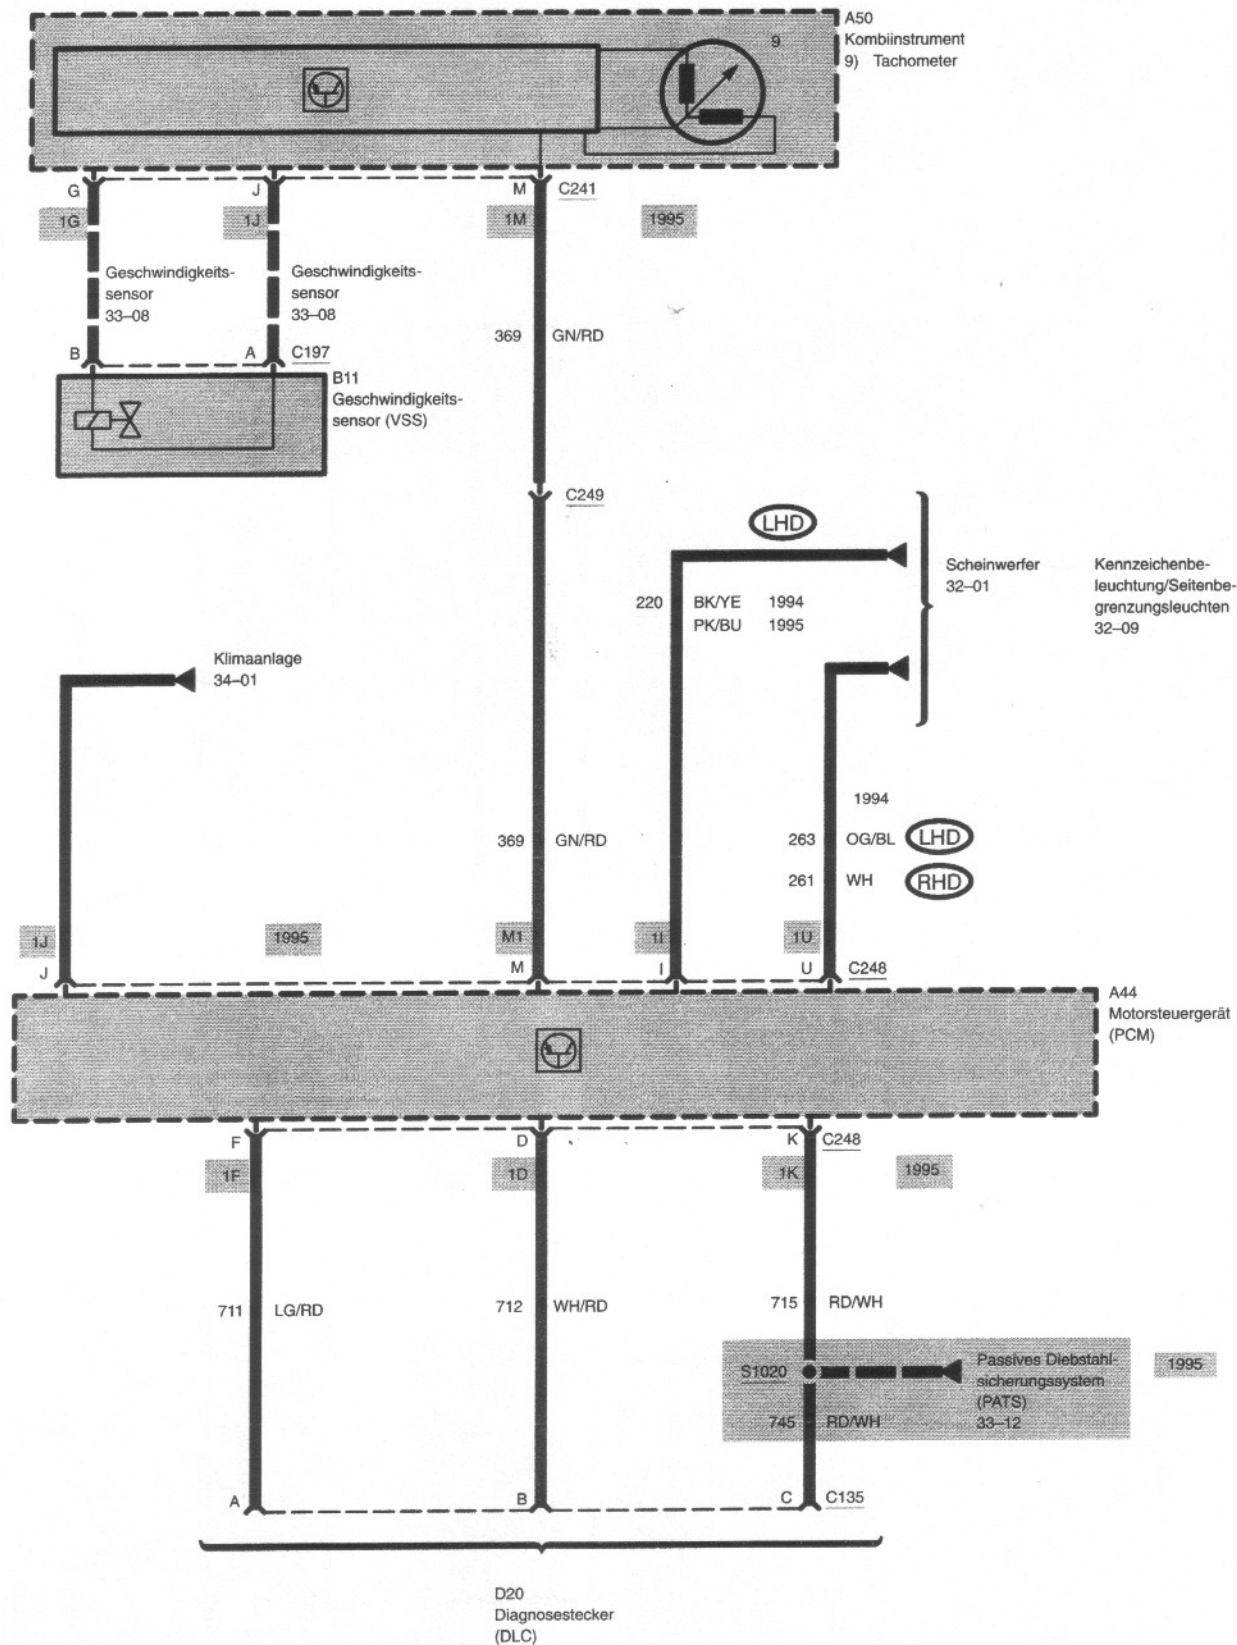 A50
Kombiinstrument
9) Tachometer
9
G
J
M
C241
1G
1J
1M
1995
Geschwindigkeits-
sensor
33–08
Geschwindigkeits-
sensor
33–08
369 GN/RD
B
A
C197
B11
Geschwindigkeits-
sensor (VSS)
C249
LHD
Scheinwerfer
32–01
Kennzeichenbe-
leuchtung/Seitenbe-
grenzungsleuchten
32–09
220 BK/YE 1994
PK/BU 1995
Klimaanlage
34–01
1994
369 GN/RD
263 OG/BL LHD
261 WH RHD
1J
1995
M1
1I
1U
J
M
I
U
C248
A44
Motorsteuergerät
(PCM)
F
D
K
C248
1F
1D
1K
1995
711 LG/RD
712 WH/RD
715 RD/WH
S1020
Passives Diebstahl-
sicherungssystem
(PATS)
33–12
1995
745 RD/WH
A
B
C
C135
D20
Diagnosestecker
(DLC)